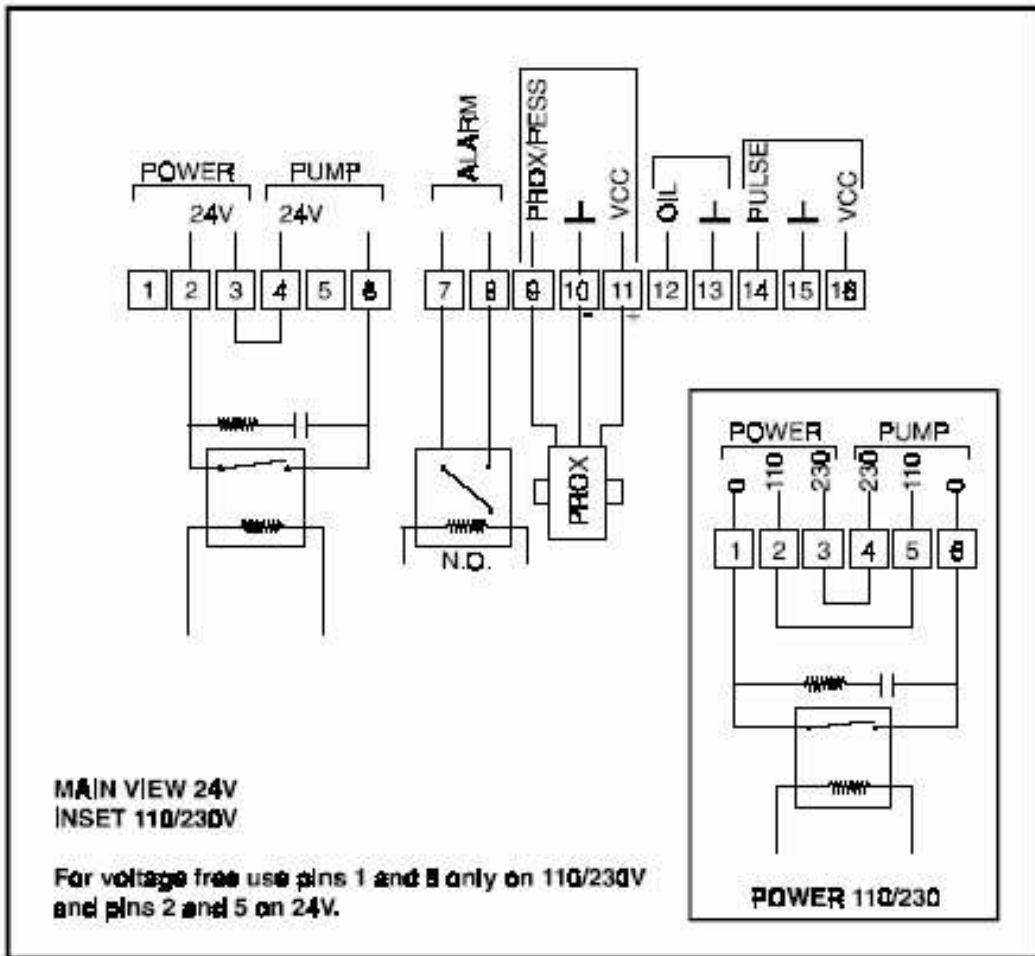 POWER PUMP ALARM PROX/PESS VCC OIL PULSE VCC
24V 24V
1 2 3 4 5 6 7 8 9 10 11 12 13 14 15 16
- +
PROX
N.O.
POWER PUMP
0 110 230 230 110 0
1 2 3 4 5 6
POWER 110/230
MAIN VIEW 24V
INSET 110/230V
For voltage free use pins 1 and only on 110/230V
and pins 2 and 5 on 24V.